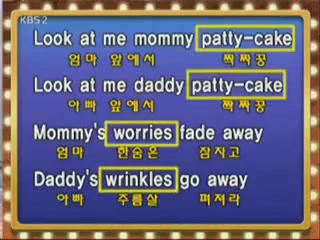 KBS2
Look at me mommy patty-cake
엄마 앞에서 짝짜꿍
Look at me daddy patty-cake
아빠 앞에서 짝짜꿍
Mommy's worries fade away
엄마 한숨은 잠자고
Daddy's wrinkles go away
아빠 주름살 펴져라